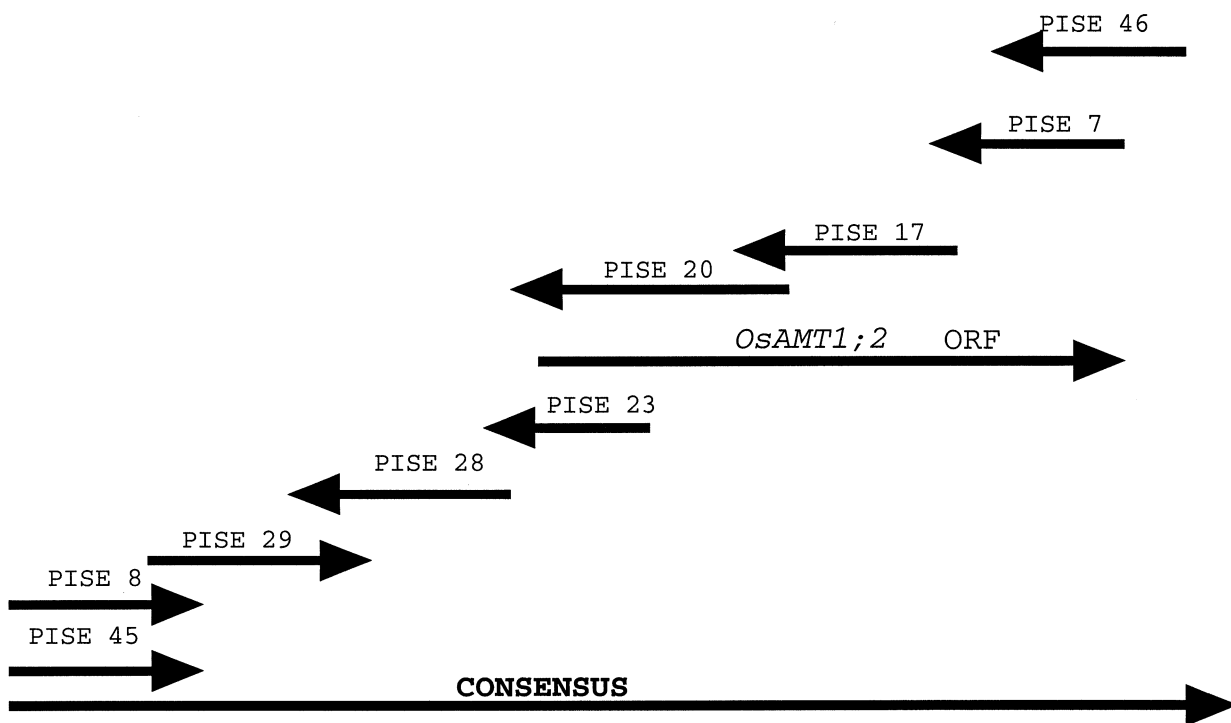 PISE 46
PISE 7
PISE 17
PISE 20
OsAMT1;2 ORF
PISE 23
PISE 28
PISE 29
PISE 8
PISE 45
CONSENSUS